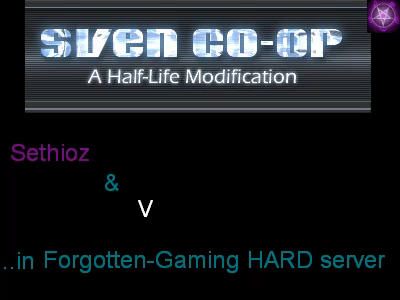 Sven Co-op
A Half-Life Modification
Sethioz
&
V
..in Forgotten-Gaming HARD server